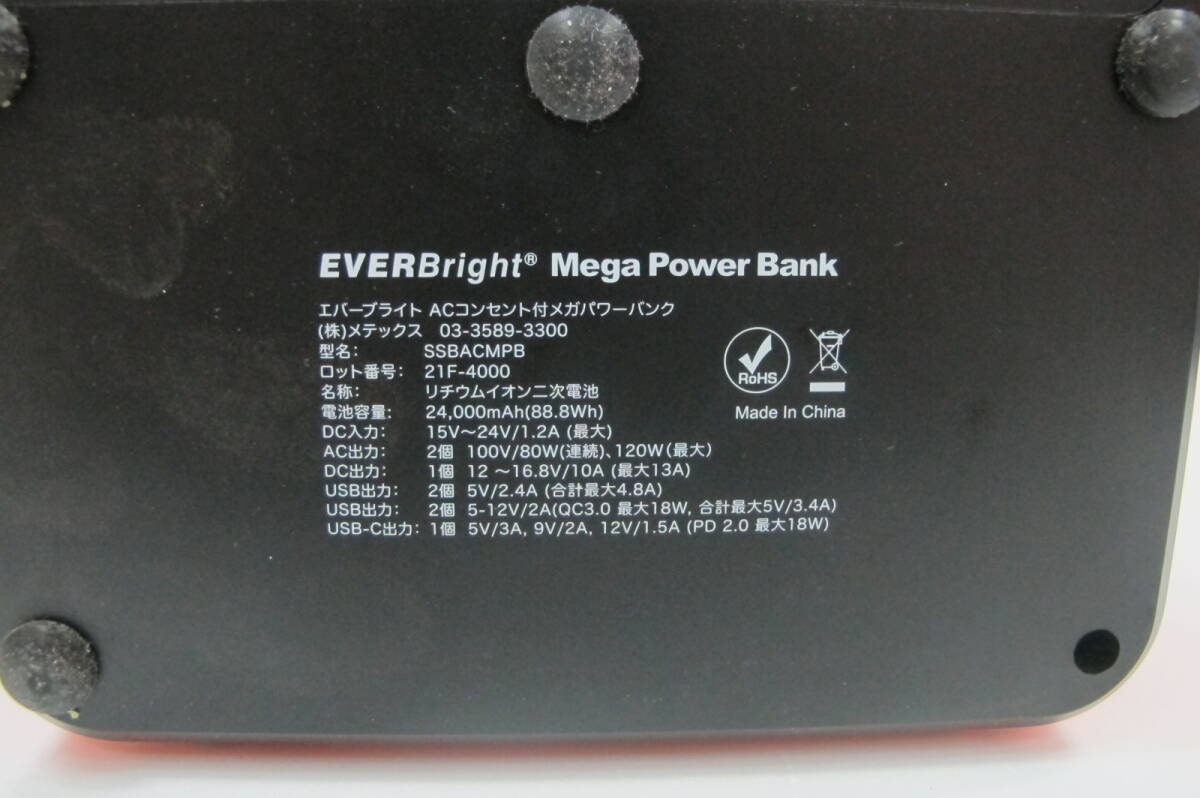 EVERBright® Mega Power Bank
エバーブライト ACコンセント付メガパワーバンク
(株)メテックス 03-3589-3300
型名: SSBACMPB
ロット番号: 21F-4000
名称: リチウムイオン二次電池
電池容量: 24,000mAh(88.8Wh)
DC入力: 15V～24V/1.2A (最大)
AC出力: 2個 100V/80W(連続)、120W(最大)
DC出力: 1個 12 ～16.8V/10A (最大13A)
USB出力: 2個 5V/2.4A (合計最大4.8A)
USB出力: 2個 5-12V/2A(QC3.0 最大18W, 合計最大5V/3.4A)
USB-C出力: 1個 5V/3A, 9V/2A, 12V/1.5A (PD 2.0 最大18W)
RoHS
Made In China